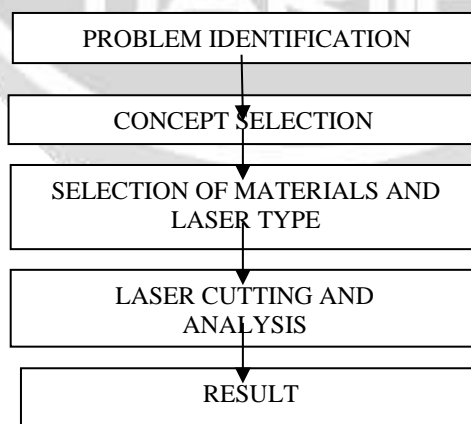 PROBLEM IDENTIFICATION
CONCEPT SELECTION
SELECTION OF MATERIALS AND
LASER TYPE
LASER CUTTING AND
ANALYSIS
RESULT